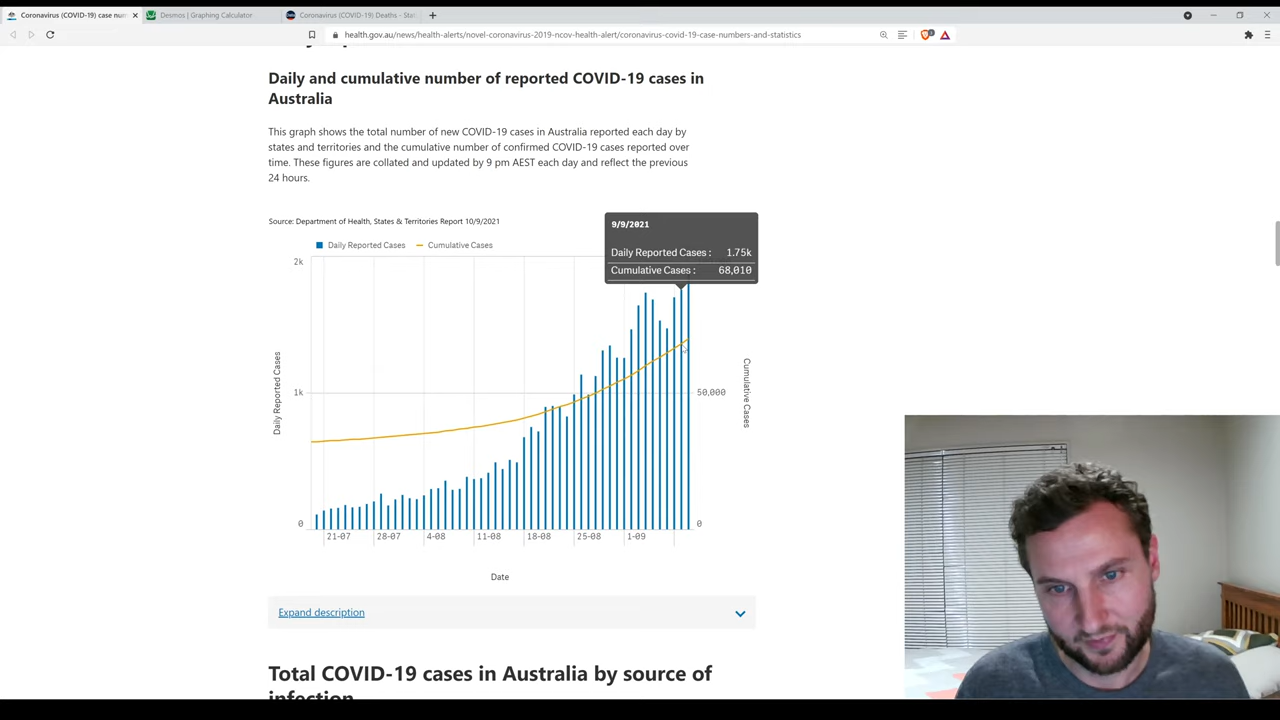 Coronavirus (COVID-19) case num
Desmos | Graphing Calculator
Coronavirus (COVID-19) Deaths - Stat
health.gov.au/news/health-alerts/novel-coronavirus-2019-ncov-health-alert/coronavirus-covid-19-case-numbers-and-statistics
Daily and cumulative number of reported COVID-19 cases in
Australia
This graph shows the total number of new COVID-19 cases in Australia reported each day by
states and territories and the cumulative number of confirmed COVID-19 cases reported over
time. These figures are collated and updated by 9 pm AEST each day and reflect the previous
24 hours.
Source: Department of Health, States & Territories Report 10/9/2021
Daily Reported Cases
Cumulative Cases
9/9/2021
Daily Reported Cases : 1.75k
Cumulative Cases : 68,010
2k
1k
0
Daily Reported Cases
50,000
0
Cumulative Cases
21-07 28-07 4-08 11-08 18-08 25-08 1-09
Date
Expand description
Total COVID-19 cases in Australia by source of
infection